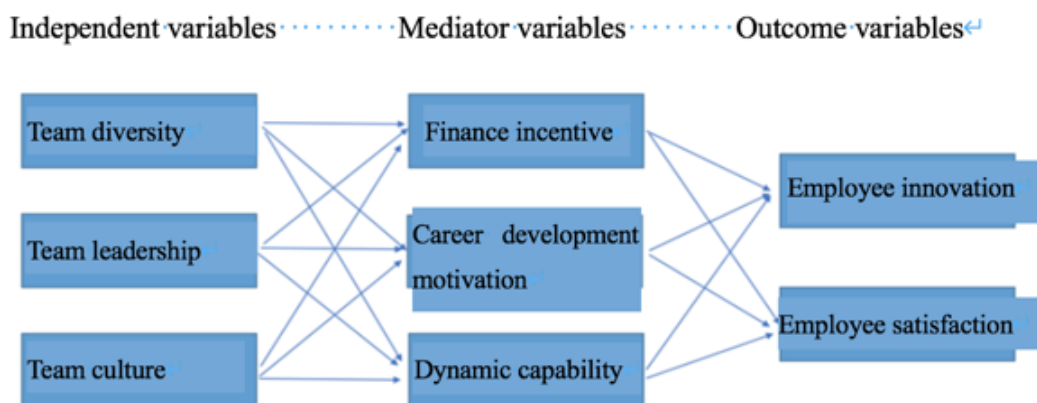 Independent variables Mediator variables Outcome variables
Team diversity
Finance incentive
Employee innovation
Team leadership
Career development
motivation
Employee satisfaction
Team culture
Dynamic capability